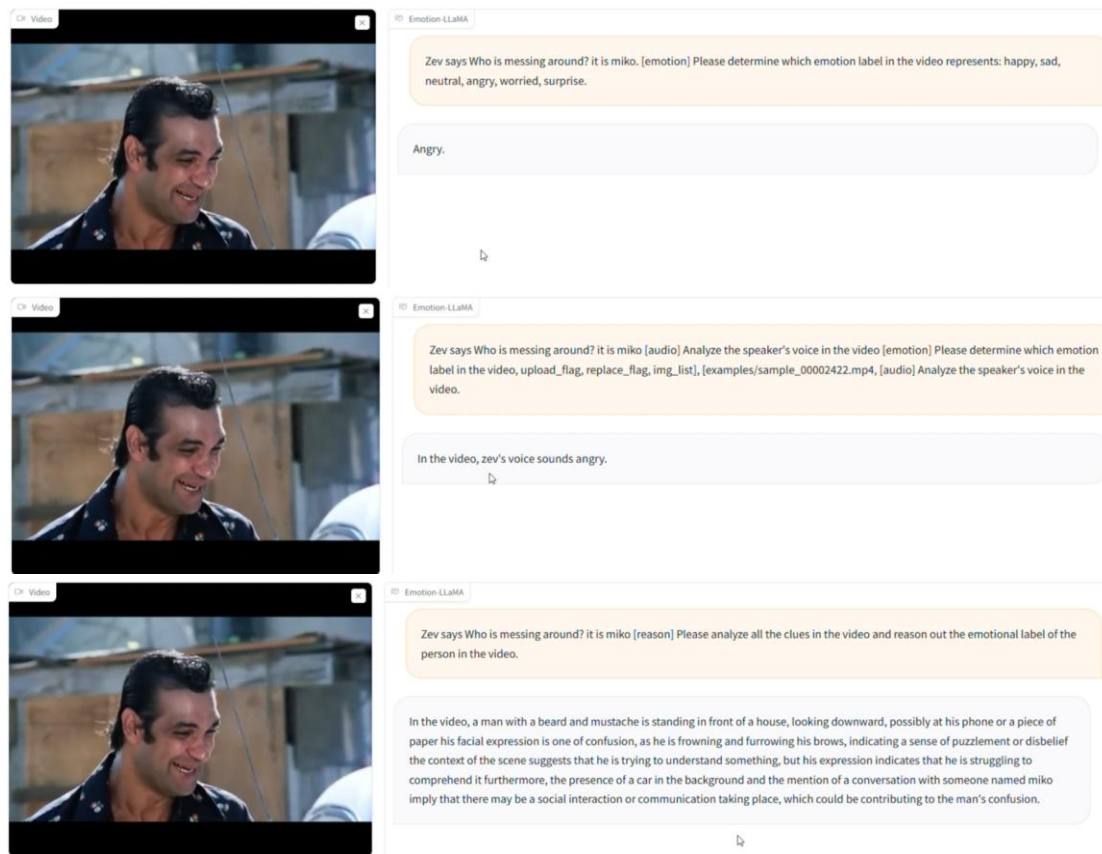 Video
Emotion-LLaMA
Zev says Who is messing around? it is miko. [emotion] Please determine which emotion label in the video represents: happy, sad,
neutral, angry, worried, surprise.
Angry.
Video
Emotion-LLaMA
Zev says Who is messing around? it is miko [audio] Analyze the speaker's voice in the video [emotion] Please determine which emotion
label in the video, upload_flag, replace_flag, img_list], [examples/sample_00002422.mp4, [audio] Analyze the speaker's voice in the
video.
In the video, zev's voice sounds angry.
Video
Emotion-LLaMA
Zev says Who is messing around? it is miko [reason] Please analyze all the clues in the video and reason out the emotional label of the
person in the video.
In the video, a man with a beard and mustache is standing in front of a house, looking downward, possibly at his phone or a piece of
paper his facial expression is one of confusion, as he is frowning and furrowing his brows, indicating a sense of puzzlement or disbelief
the context of the scene suggests that he is trying to understand something, but his expression indicates that he is struggling to
comprehend it furthermore, the presence of a car in the background and the mention of a conversation with someone named miko
imply that there may be a social interaction or communication taking place, which could be contributing to the man's confusion.